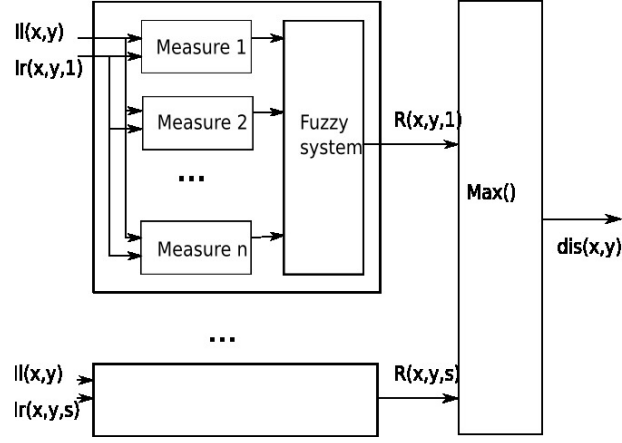 Il(x,y)
Ir(x,y,1)
Measure 1
Measure 2
...
Measure n
Fuzzy
system
R(x,y,1)
Max()
dis(x,y)
...
Il(x,y)
Ir(x,y,s)
R(x,y,s)